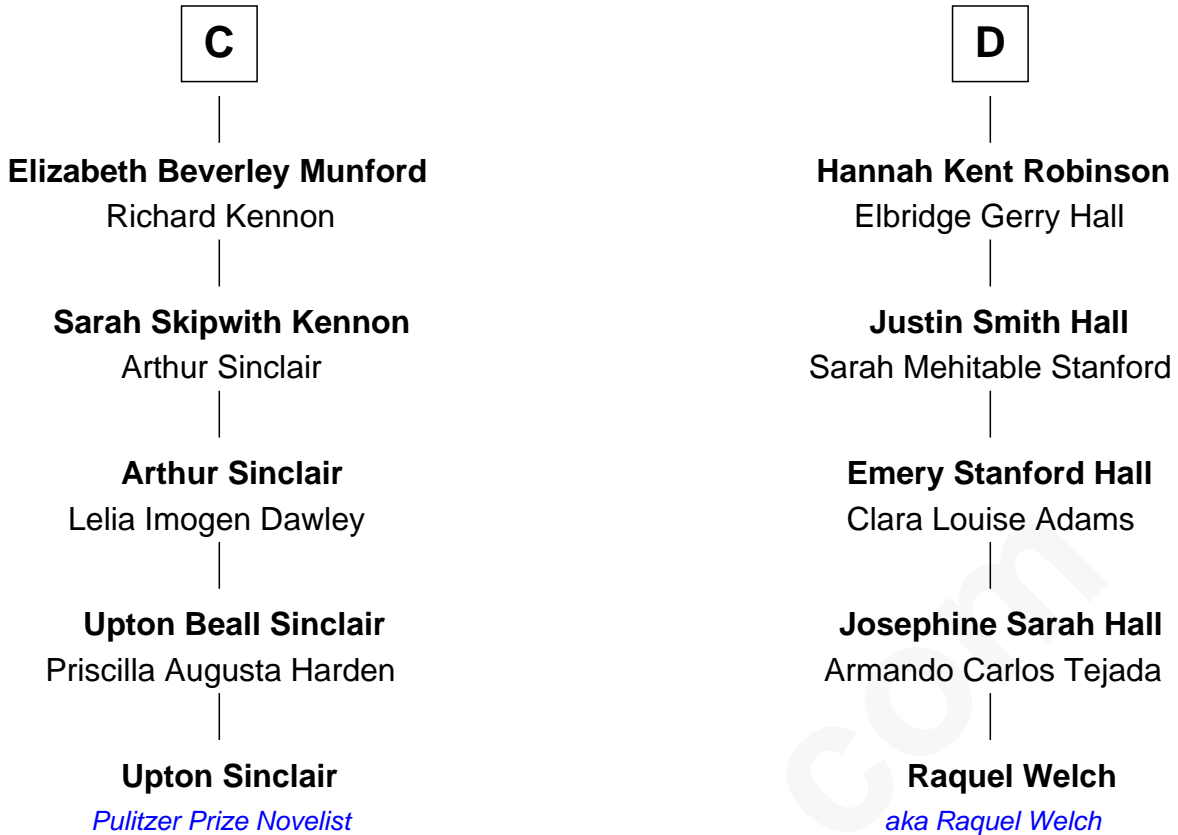 C
Elizabeth Beverley Munford
Richard Kennon
Sarah Skipwith Kennon
Arthur Sinclair
Arthur Sinclair
Lelia Imogen Dawley
Upton Beall Sinclair
Priscilla Augusta Harden
Upton Sinclair
Pulitzer Prize Novelist
D
Hannah Kent Robinson
Elbridge Gerry Hall
Justin Smith Hall
Sarah Mehitable Stanford
Emery Stanford Hall
Clara Louise Adams
Josephine Sarah Hall
Armando Carlos Tejada
Raquel Welch
aka Raquel Welch
com